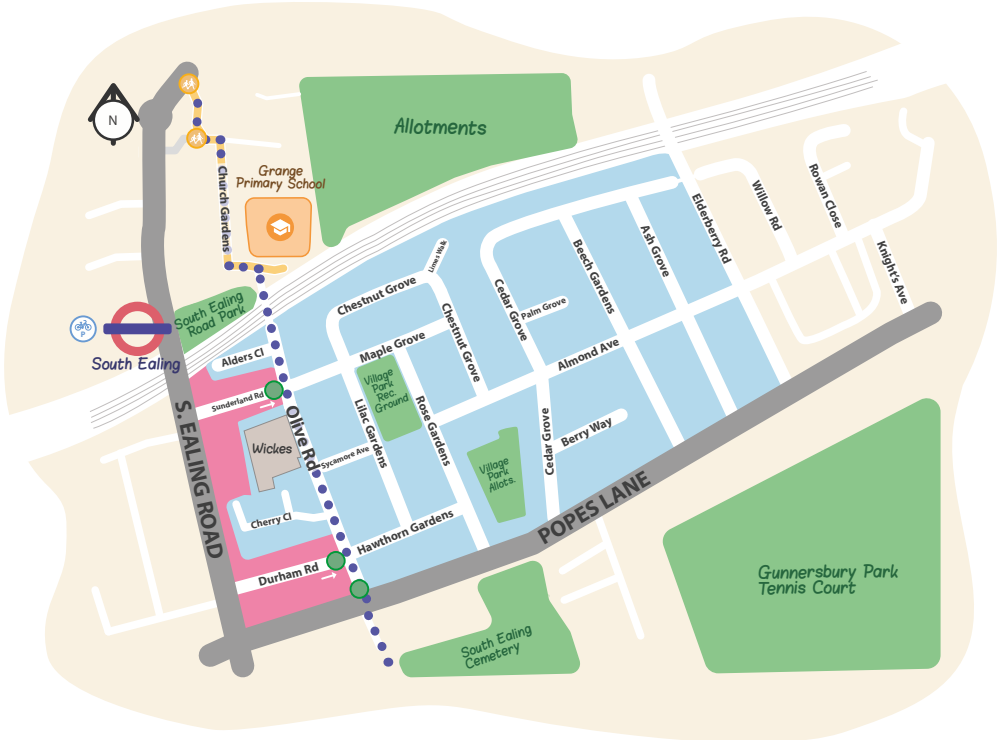 N
Allotments
Grange
Primary School
Church Gardens
Elderberry Rd
Willow Rd
Rowan Close
Knight's Ave
Limes Walk
Ash Grove
Beech Gardens
Cedar Grove
Palm Grove
Chestnut Grove
Chestnut Grove
South Ealing
Road Park
P
South Ealing
Alders Cl
Maple Grove
Almond Ave
Village
Park
Rec.
Ground
Sunderland Rd
Olive Rd
Lilac Gardens
Rose Gardens
Cedar Grove
Berry Way
Wickes
Sycamore Ave
Village
Park
Allots.
S. EALING ROAD
Cherry Cl
Hawthorn Gardens
POPES LANE
Durham Rd
Gunnersbury Park
Tennis Court
South Ealing
Cemetery